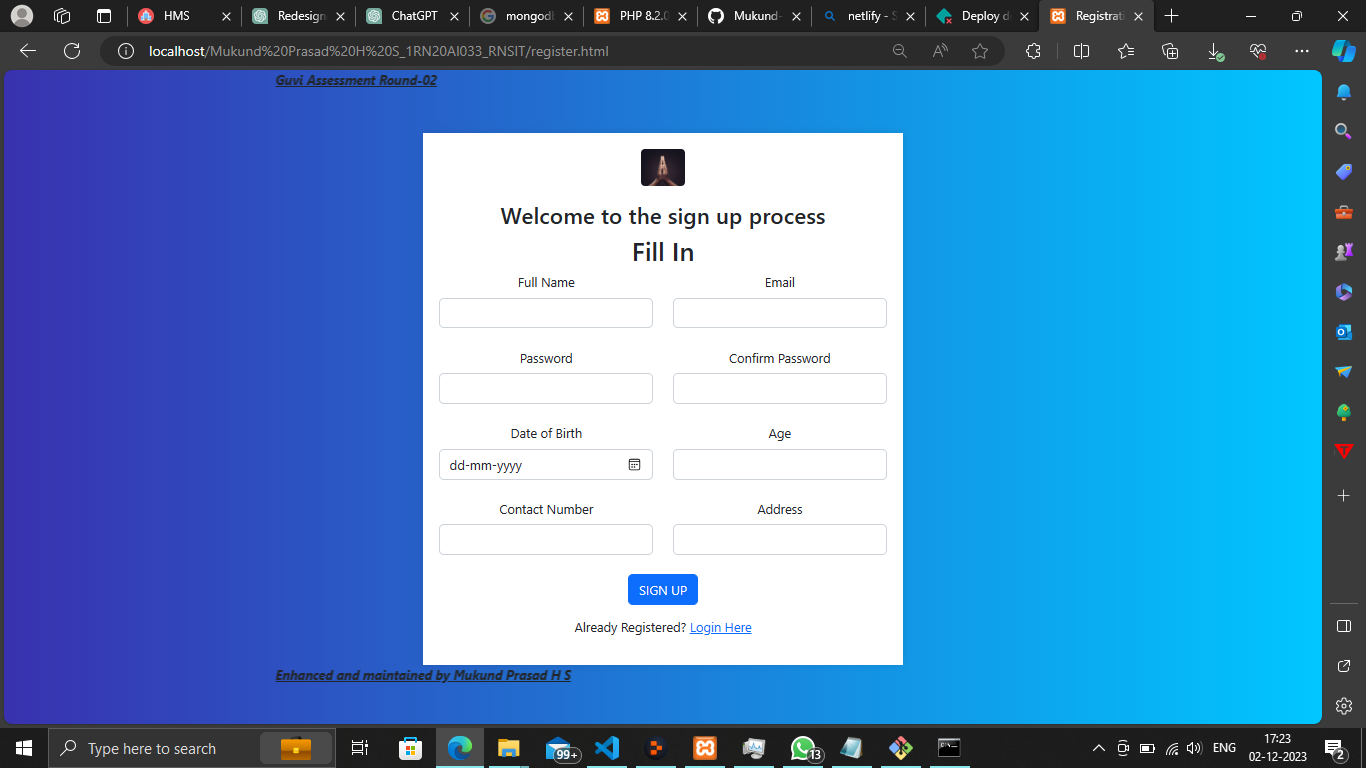 HMS
Redesign
ChatGPT
mongodb
PHP 8.2.0
Mukund-
netlify - S
Deploy d
Registrati
localhost/Mukund%20Prasad%20H%20S_1RN20AI033_RNSIT/register.html
Guvi Assessment Round-02
Welcome to the sign up process
Fill In
Full Name Email
Password Confirm Password
Date of Birth Age
dd-mm-yyyy
Contact Number Address
SIGN UP
Already Registered? Login Here
Enhanced and maintained by Mukund Prasad H S
Type here to search
99+
13
ENG
17:23
02-12-2023
2